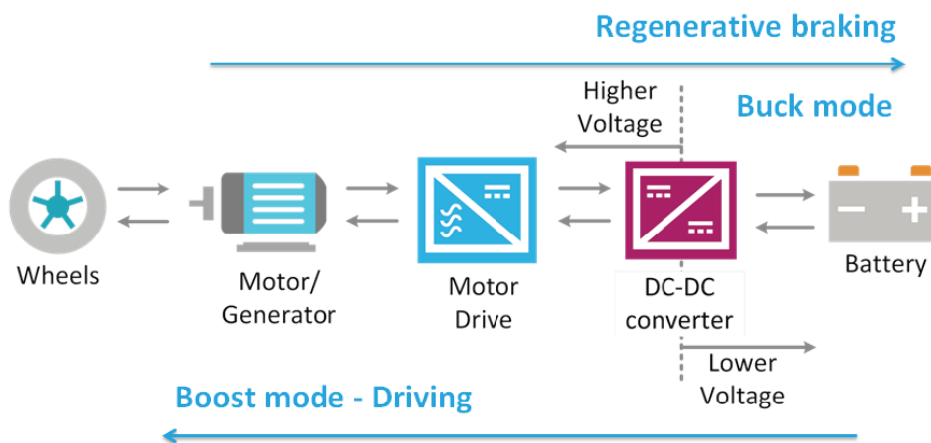 Regenerative braking
Higher
Voltage
Buck mode
Wheels
Motor/
Generator
Motor
Drive
DC-DC
converter
Battery
Lower
Voltage
Boost mode - Driving